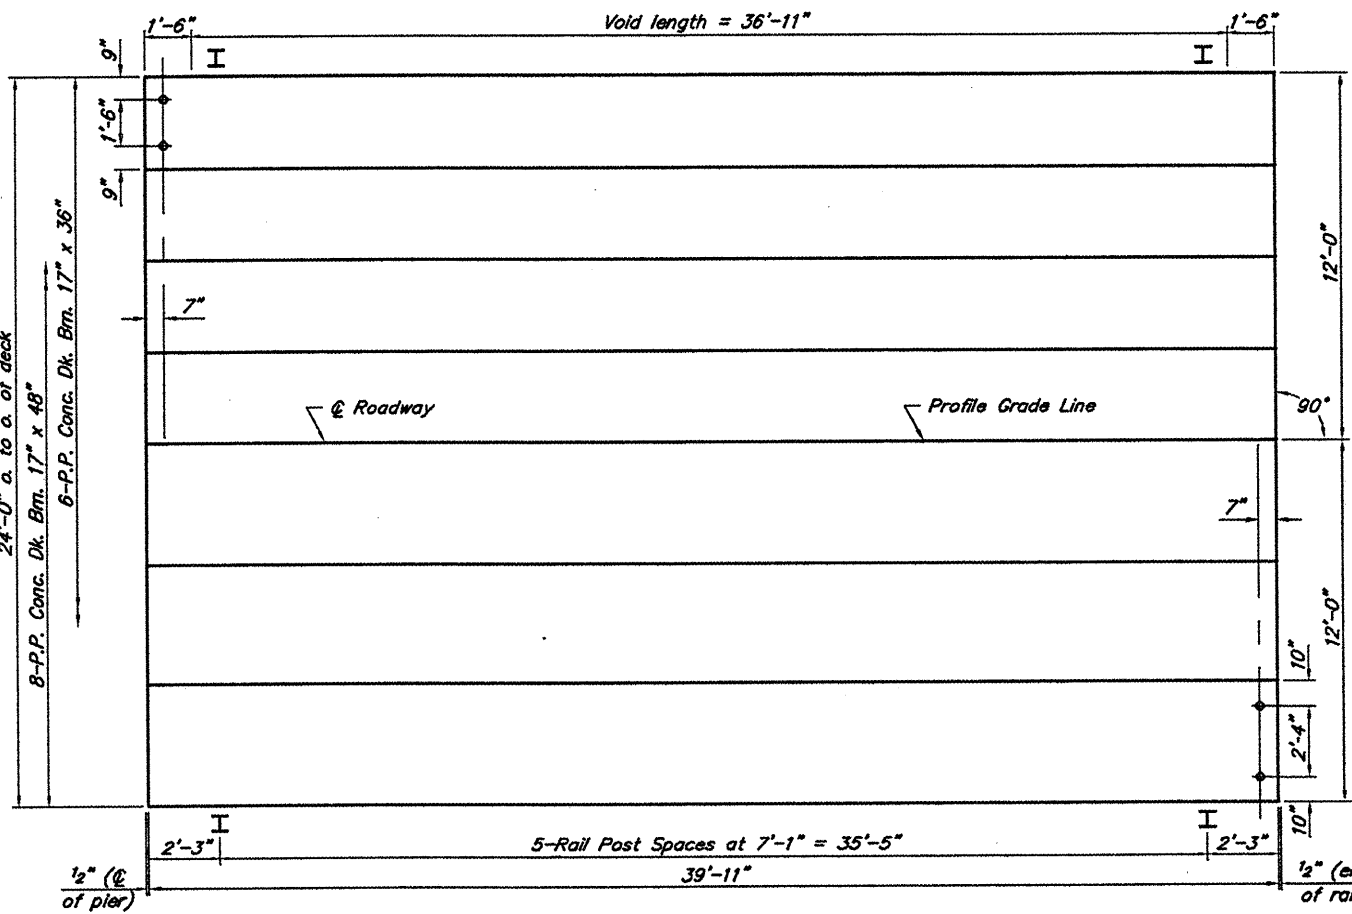 1'-6"
Void length = 36'-11"
1'-6"
9"
1'-6"
9"
24'-0" o. to o. of deck
8-P.P. Conc. Dk. Bm. 17" x 48"
6-P.P. Conc. Dk. Bm. 17" x 36"
7"
12'-0"
℄ Roadway
Profile Grade Line
90°
7"
12'-0"
10"
2'-4"
10"
2'-3"
5-Rail Post Spaces at 7'-1" = 35'-5"
2'-3"
39'-11"
1/2" (℄
of pier)
1/2"
of